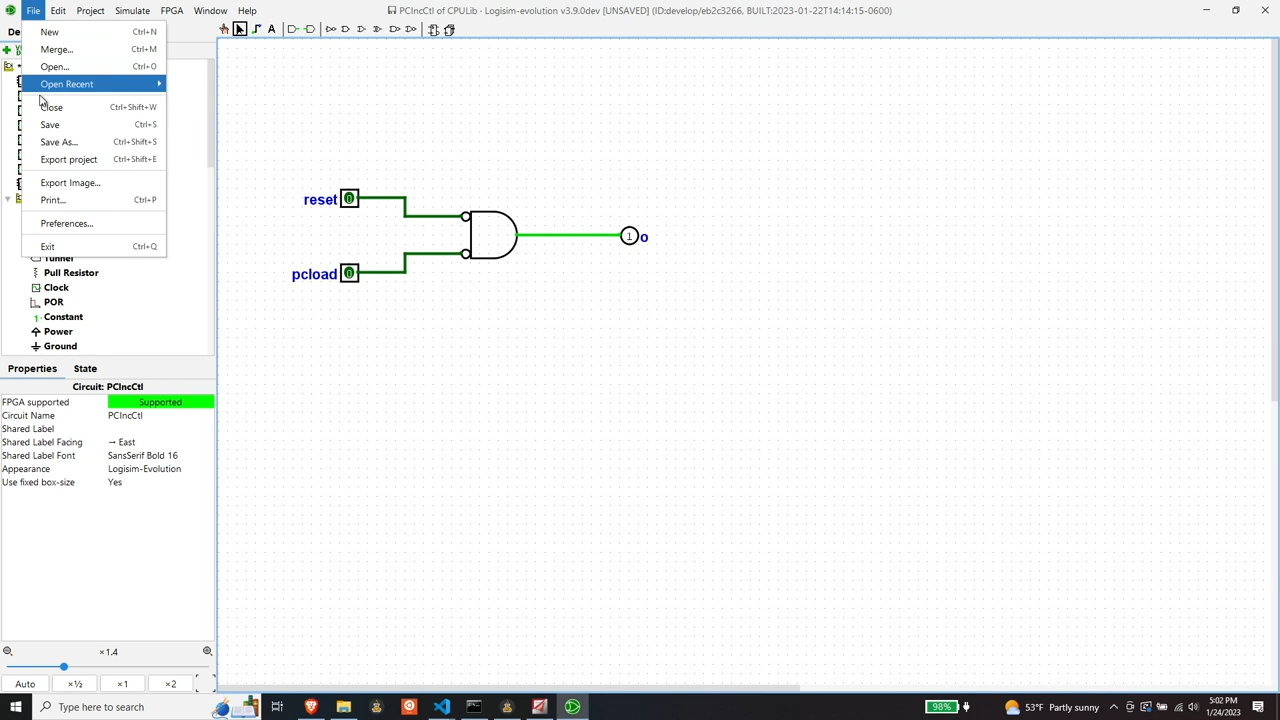 File Edit Project Simulate FPGA Window Help
PCIncCtl of CPULib - Logisim-evolution v3.9.0dev [UNSAVED] (ID:develop/eb2c326d, BUILT:2023-01-22T14:14:15-0600)
De
A
New Ctrl+N
Merge... Ctrl+M
Open... Ctrl+O
Open Recent
Close Ctrl+Shift+W
Save Ctrl+S
Save As... Ctrl+Shift+S
Export project Ctrl+Shift+E
Export Image...
Print... Ctrl+P
Preferences...
Exit Ctrl+Q
Tunnel
Pull Resistor
Clock
POR
1 Constant
Power
Ground
Properties State
Circuit: PCIncCtl
FPGA supported Supported
Circuit Name PCIncCtl
Shared Label
Shared Label Facing → East
Shared Label Font SansSerif Bold 16
Appearance Logisim-Evolution
Use fixed box-size Yes
×1.4
Auto ×½ ×1 ×2
reset 0
1 o
pcload 0
Type here to search
98%
53°F Partly sunny
5:02 PM
1/24/2023